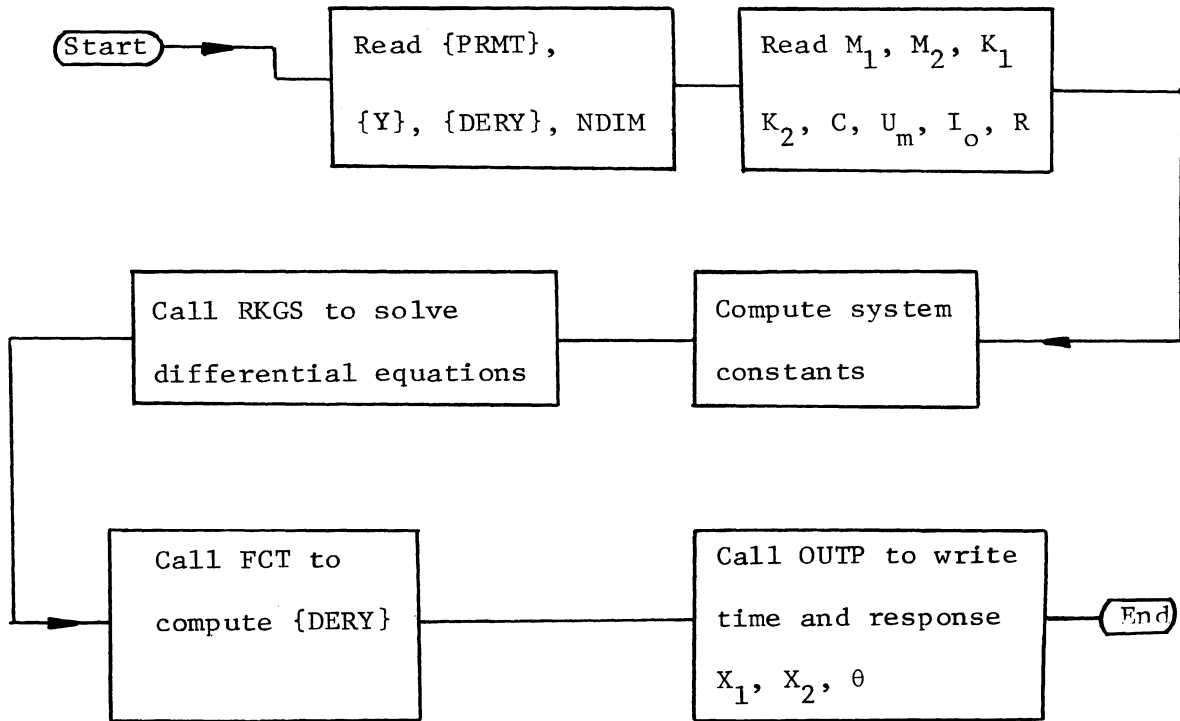 Start
Read {PRMT},
{Y}, {DERY}, NDIM
Read M₁, M₂, K₁
K₂, C, Uₘ, Iₒ, R
Call RKGS to solve
differential equations
Compute system
constants
Call FCT to
compute {DERY}
Call OUTP to write
time and response
X₁, X₂, θ
End